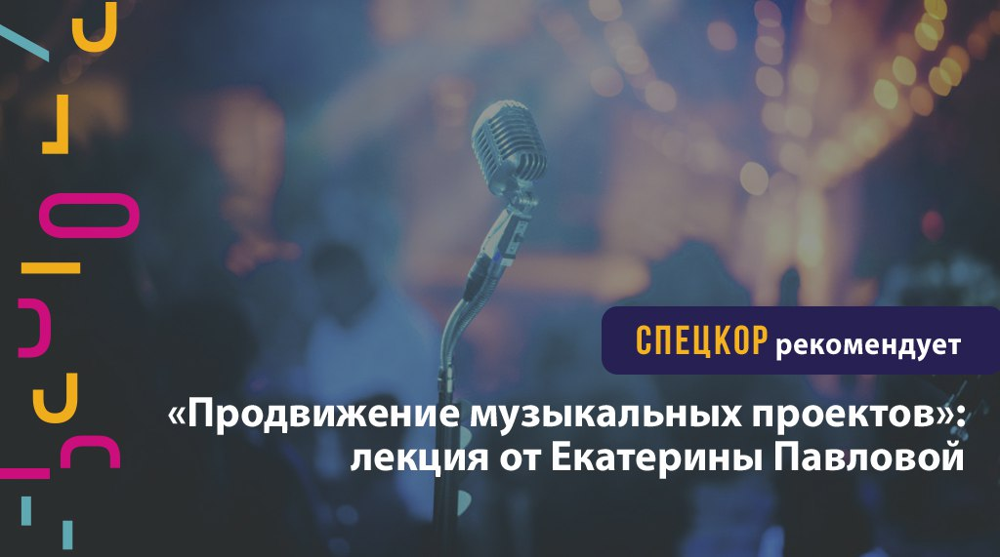 СПЕЦКОР рекомендует
«Продвижение музыкальных проектов»:
лекция от Екатерины Павловой